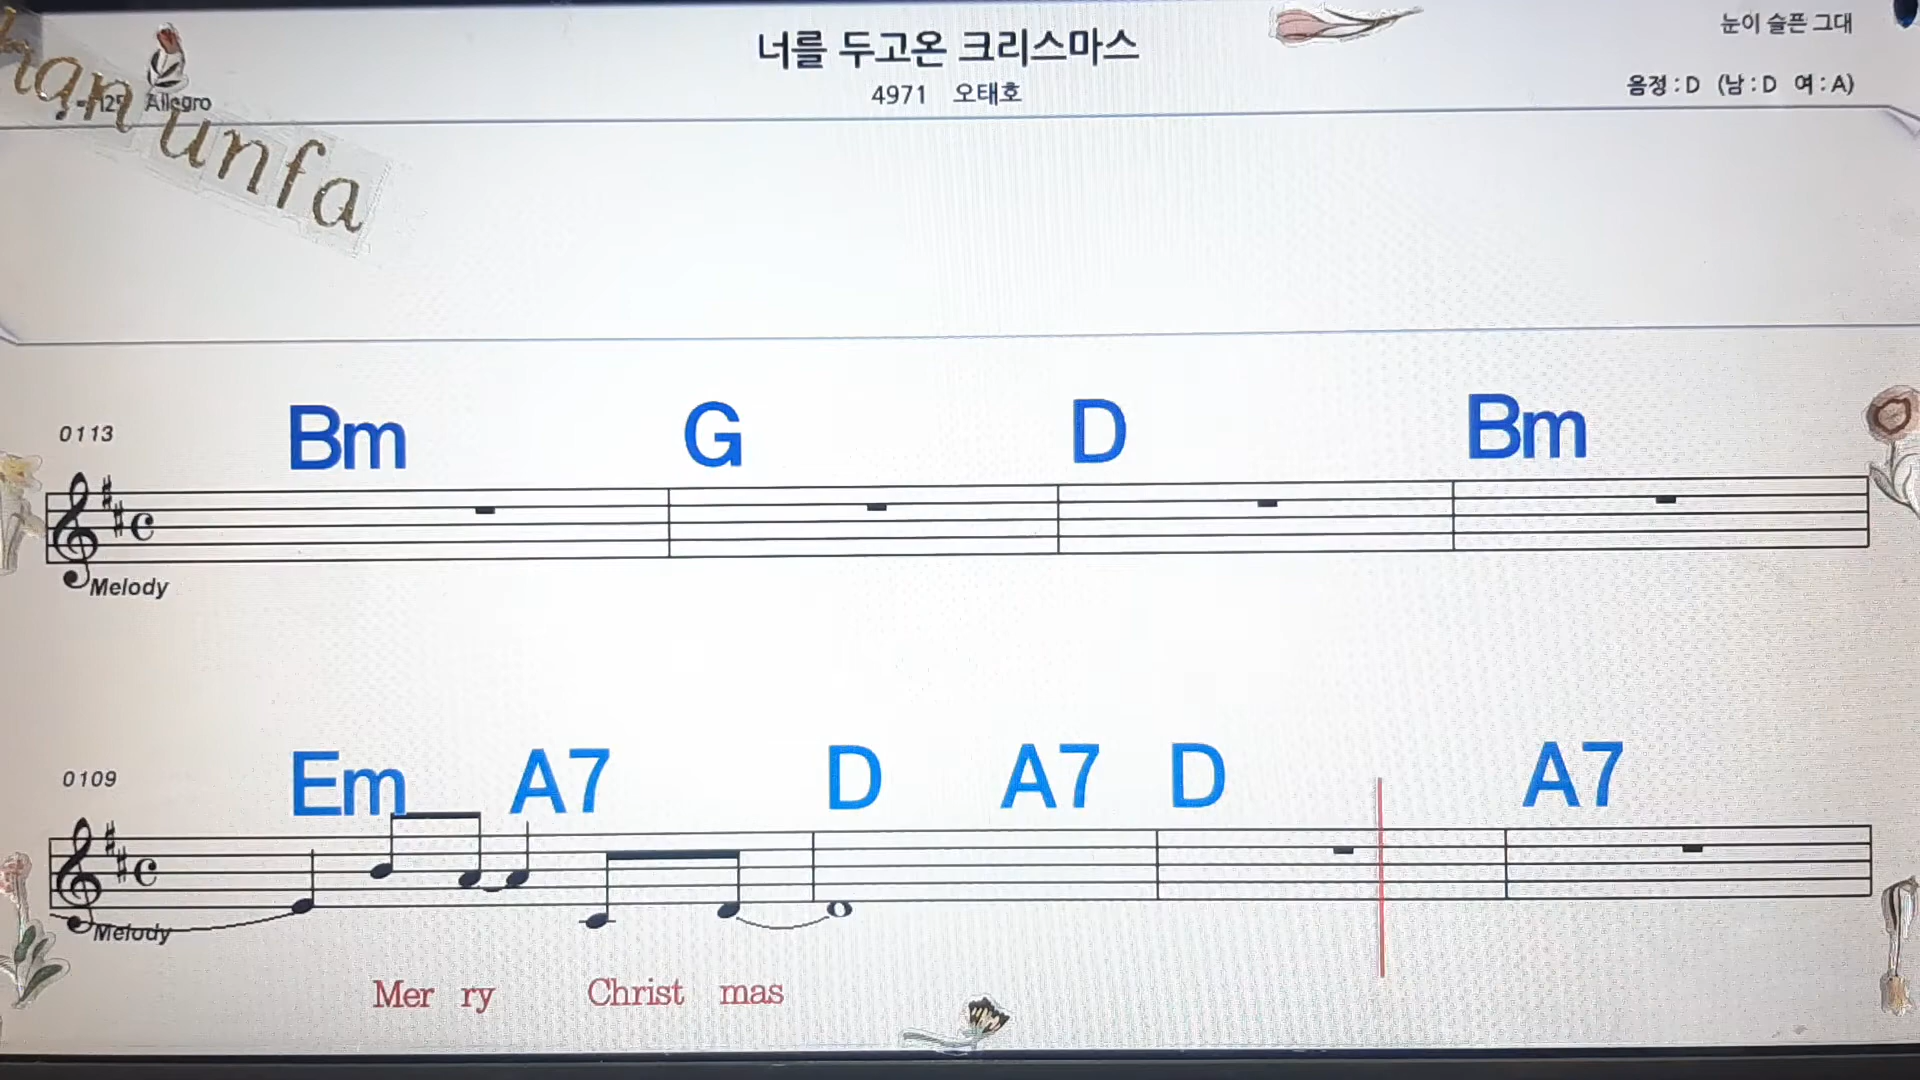 너를 두고온 크리스마스
눈이 슬픈 그대
4971 오태호
음정 : D (남 : D 여 : A)
Allegro
han unfa
0113
Bm G D Bm
Melody
0109
Em A7 D A7 D A7
Melody
Mer ry Christ mas